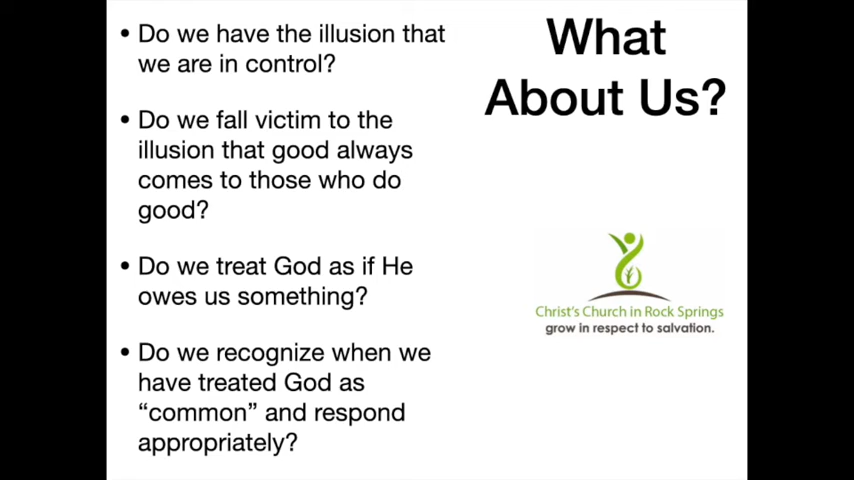 • Do we have the illusion that
we are in control?
• Do we fall victim to the
illusion that good always
comes to those who do
good?
• Do we treat God as if He
owes us something?
• Do we recognize when we
have treated God as
“common” and respond
appropriately?
What
About Us?
Christ's Church in Rock Springs
grow in respect to salvation.